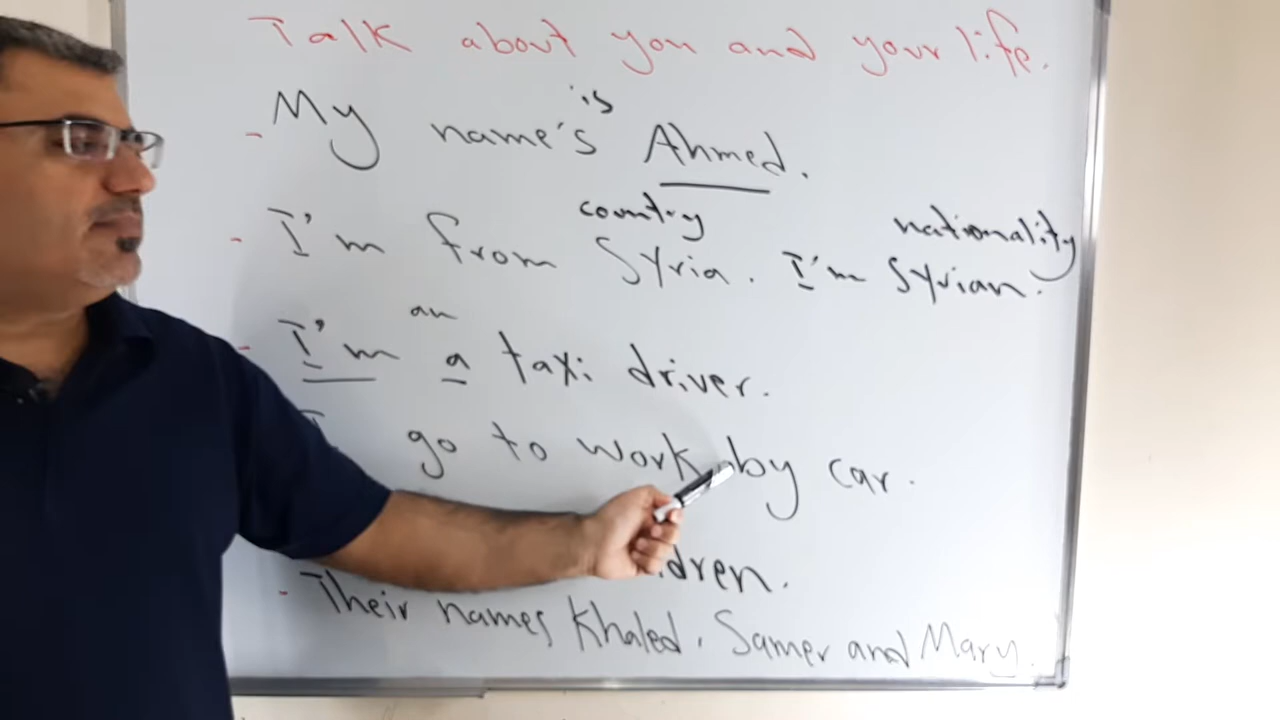 Talk about you and your life.
is
- My name's Ahmed.
country nationality
- I'm from Syria. I'm Syrian.
an
- I'm a taxi driver.
go to work by car.
dren.
- Their names Khaled, Samer and Mary.